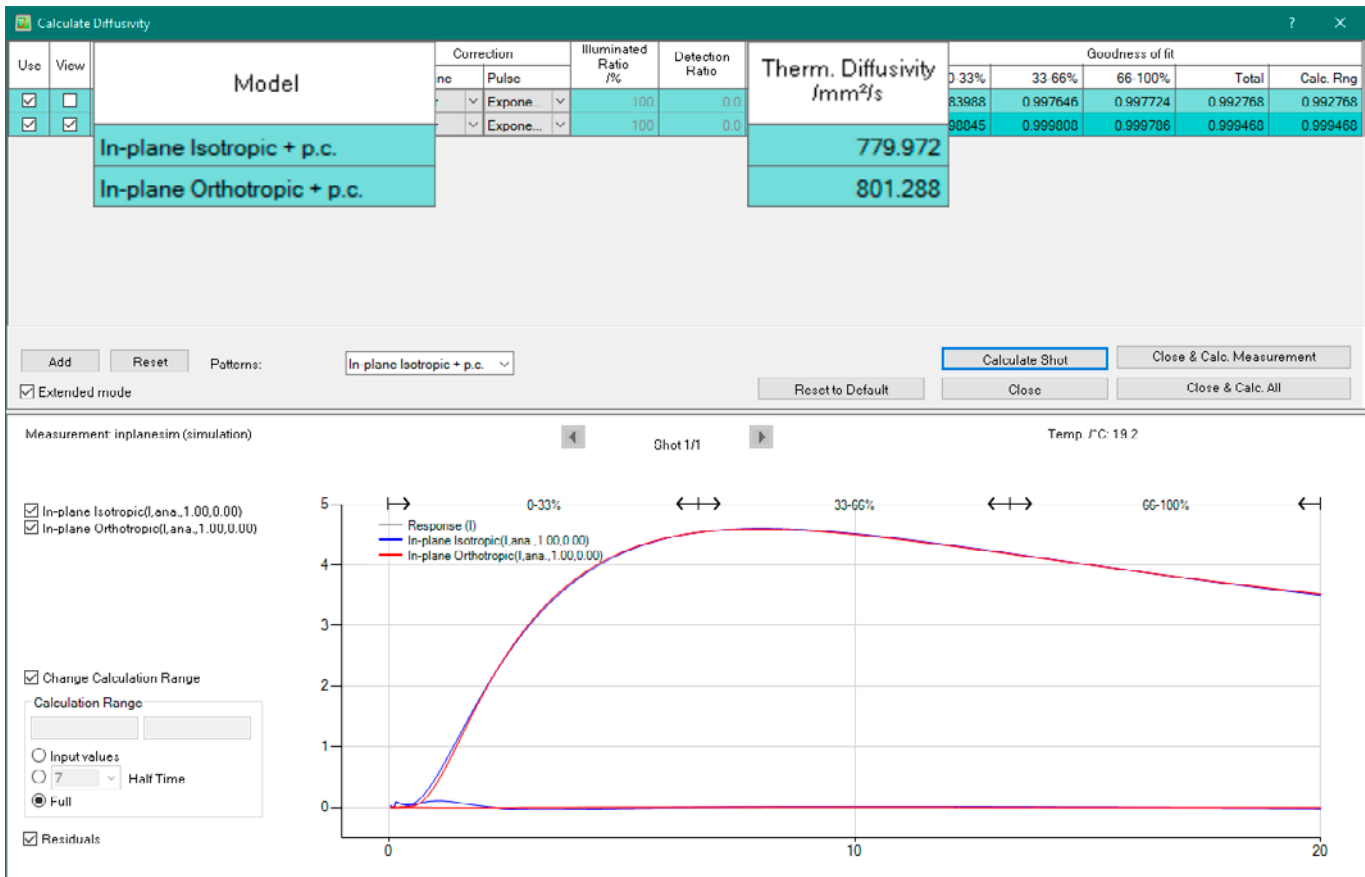 Calculate Diffusivity
Use View Model Correction Illuminated Ratio /% Detection Ratio Therm. Diffusivity /mm²/s Goodness of fit
ne Pulse 0-33% 33-66% 66-100% Total Calc. Rng
Expone... 100 0.0 83988 0.997646 0.997724 0.992768 0.992768
Expone... 100 0.0 98845 0.999808 0.999786 0.999468 0.999468
In-plane Isotropic + p.c. 779.972
In-plane Orthotropic + p.c. 801.288
Add Reset Patterns: In-plane Isotropic + p.c. Calculate Shot Close & Calc. Measurement
Extended mode Reset to Default Close Close & Calc. All
Measurement: inplanesim (simulation) Shot 1/1 Temp. /°C: 19.2
In-plane Isotropic(I,ana.,1.00,0.00)
In-plane Orthotropic(I,ana.,1.00,0.00)
5 0-33% 33-66% 66-100%
Response (I)
In-plane Isotropic(I,ana.,1.00,0.00)
In-plane Orthotropic(I,ana.,1.00,0.00)
4
3
Change Calculation Range
2
Calculation Range
1
Input values
7 Half Time
Full
0
Residuals
0 10 20